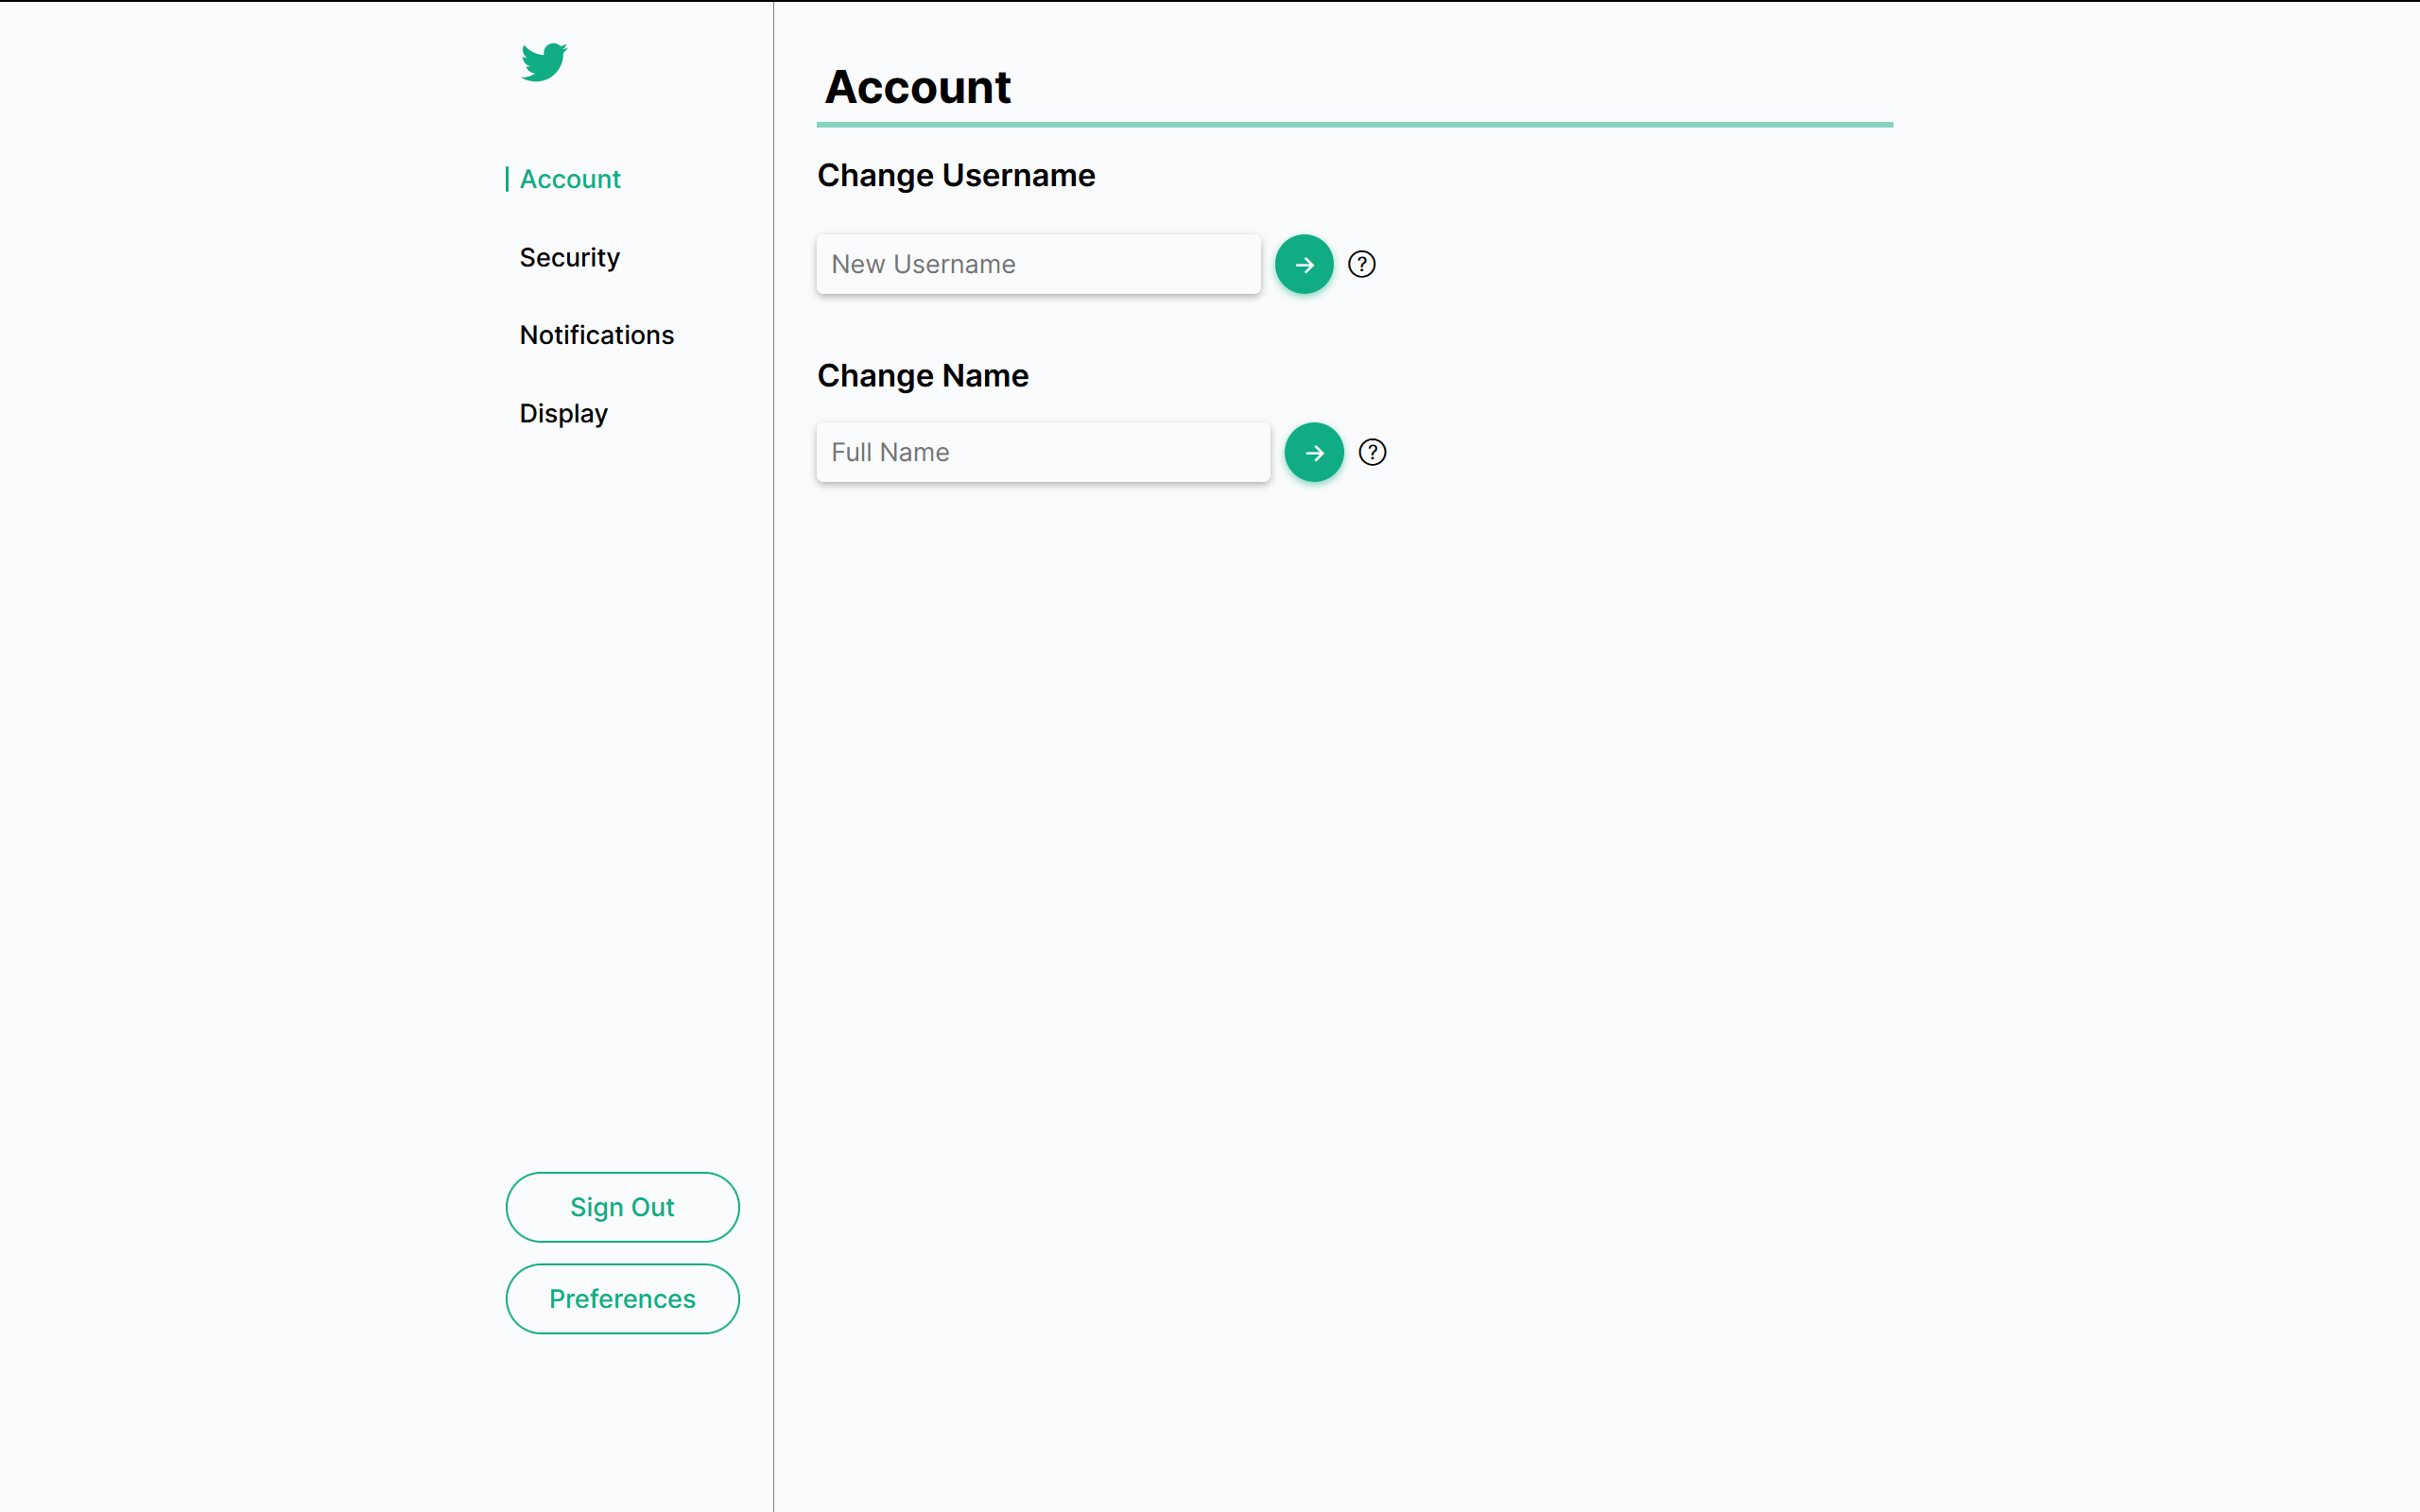 Account
Security
Notifications
Display
Sign Out
Preferences
Account
Change Username
New Username
Change Name
Full Name